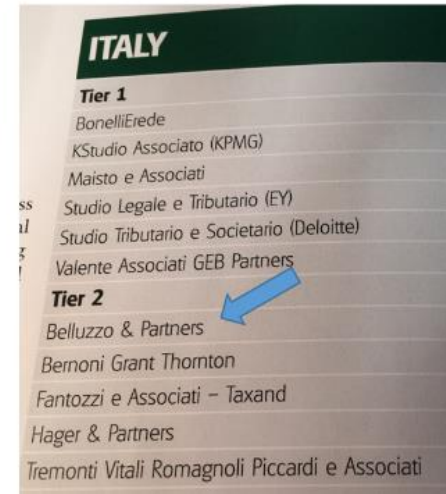 ITALY
Tier 1
BonelliErede
KStudio Associato (KPMG)
Maisto e Associati
Studio Legale e Tributario (EY)
Studio Tributario e Societario (Deloitte)
Valente Associati GEB Partners
Tier 2
Belluzzo & Partners
Bernoni Grant Thornton
Fantozzi e Associati – Taxand
Hager & Partners
Tremonti Vitali Romagnoli Piccardi e Associati